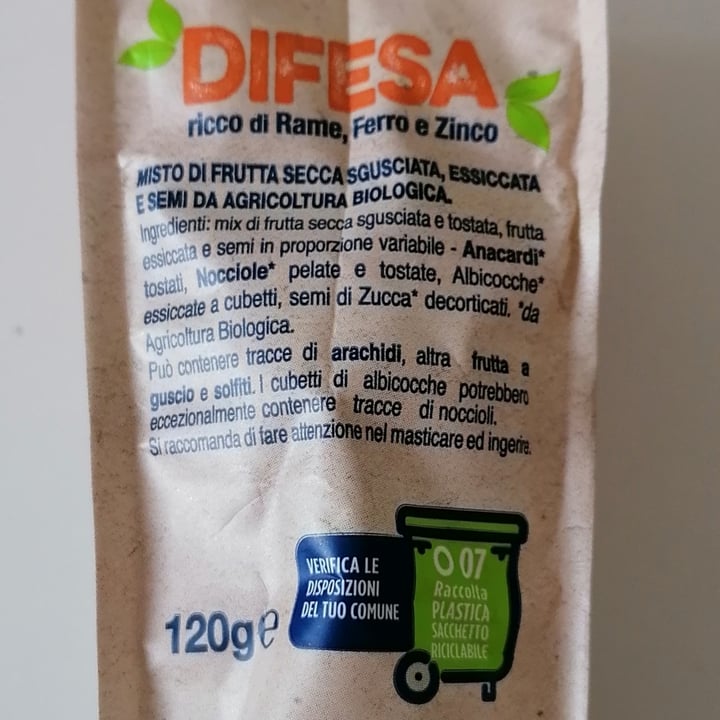 DIFESA
ricco di Rame, Ferro e Zinco
MISTO DI FRUTTA SECCA SGUSCIATA, ESSICCATA
E SEMI DA AGRICOLTURA BIOLOGICA.
Ingredienti: mix di frutta secca sgusciata e tostata, frutta
essiccata e semi in proporzione variabile - Anacardi*
tostati, Nocciole* pelate e tostate, Albicocche*
essiccate a cubetti, semi di Zucca* decorticati. *da
Agricoltura Biologica.
Può contenere tracce di arachidi, altra frutta a
guscio e solfiti. I cubetti di albicocche potrebbero
eccezionalmente contenere tracce di noccioli.
Si raccomanda di fare attenzione nel masticare ed ingerire.
VERIFICA LE
DISPOSIZIONI
DEL TUO COMUNE
O 07
Raccolta
PLASTICA
SACCHETTO
RICICLABILE
120g℮